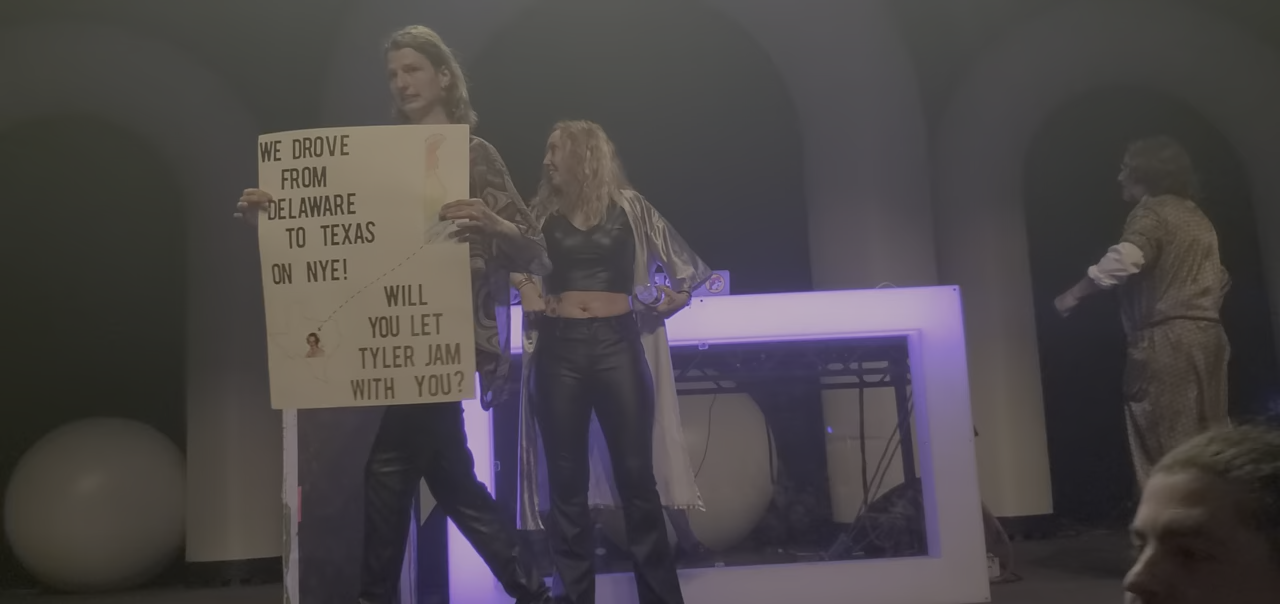 WE DROVE
FROM
DELAWARE
TO TEXAS
ON NYE!
WILL
YOU LET
TYLER JAM
WITH YOU?